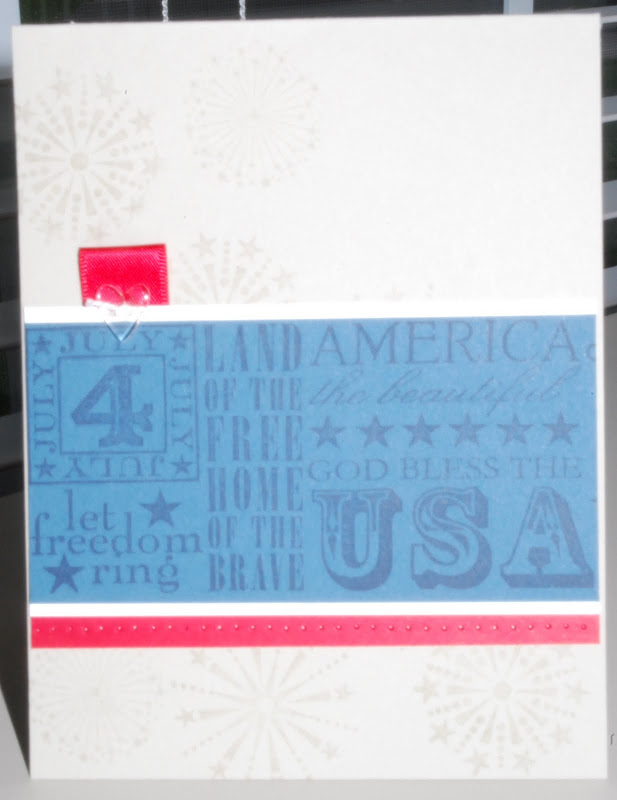 JULY
JULY
4
JULY
JULY
let
freedom
ring
LAND
OF THE
FREE
HOME
OF THE
BRAVE
AMERICA
the beautiful
GOD BLESS THE
USA